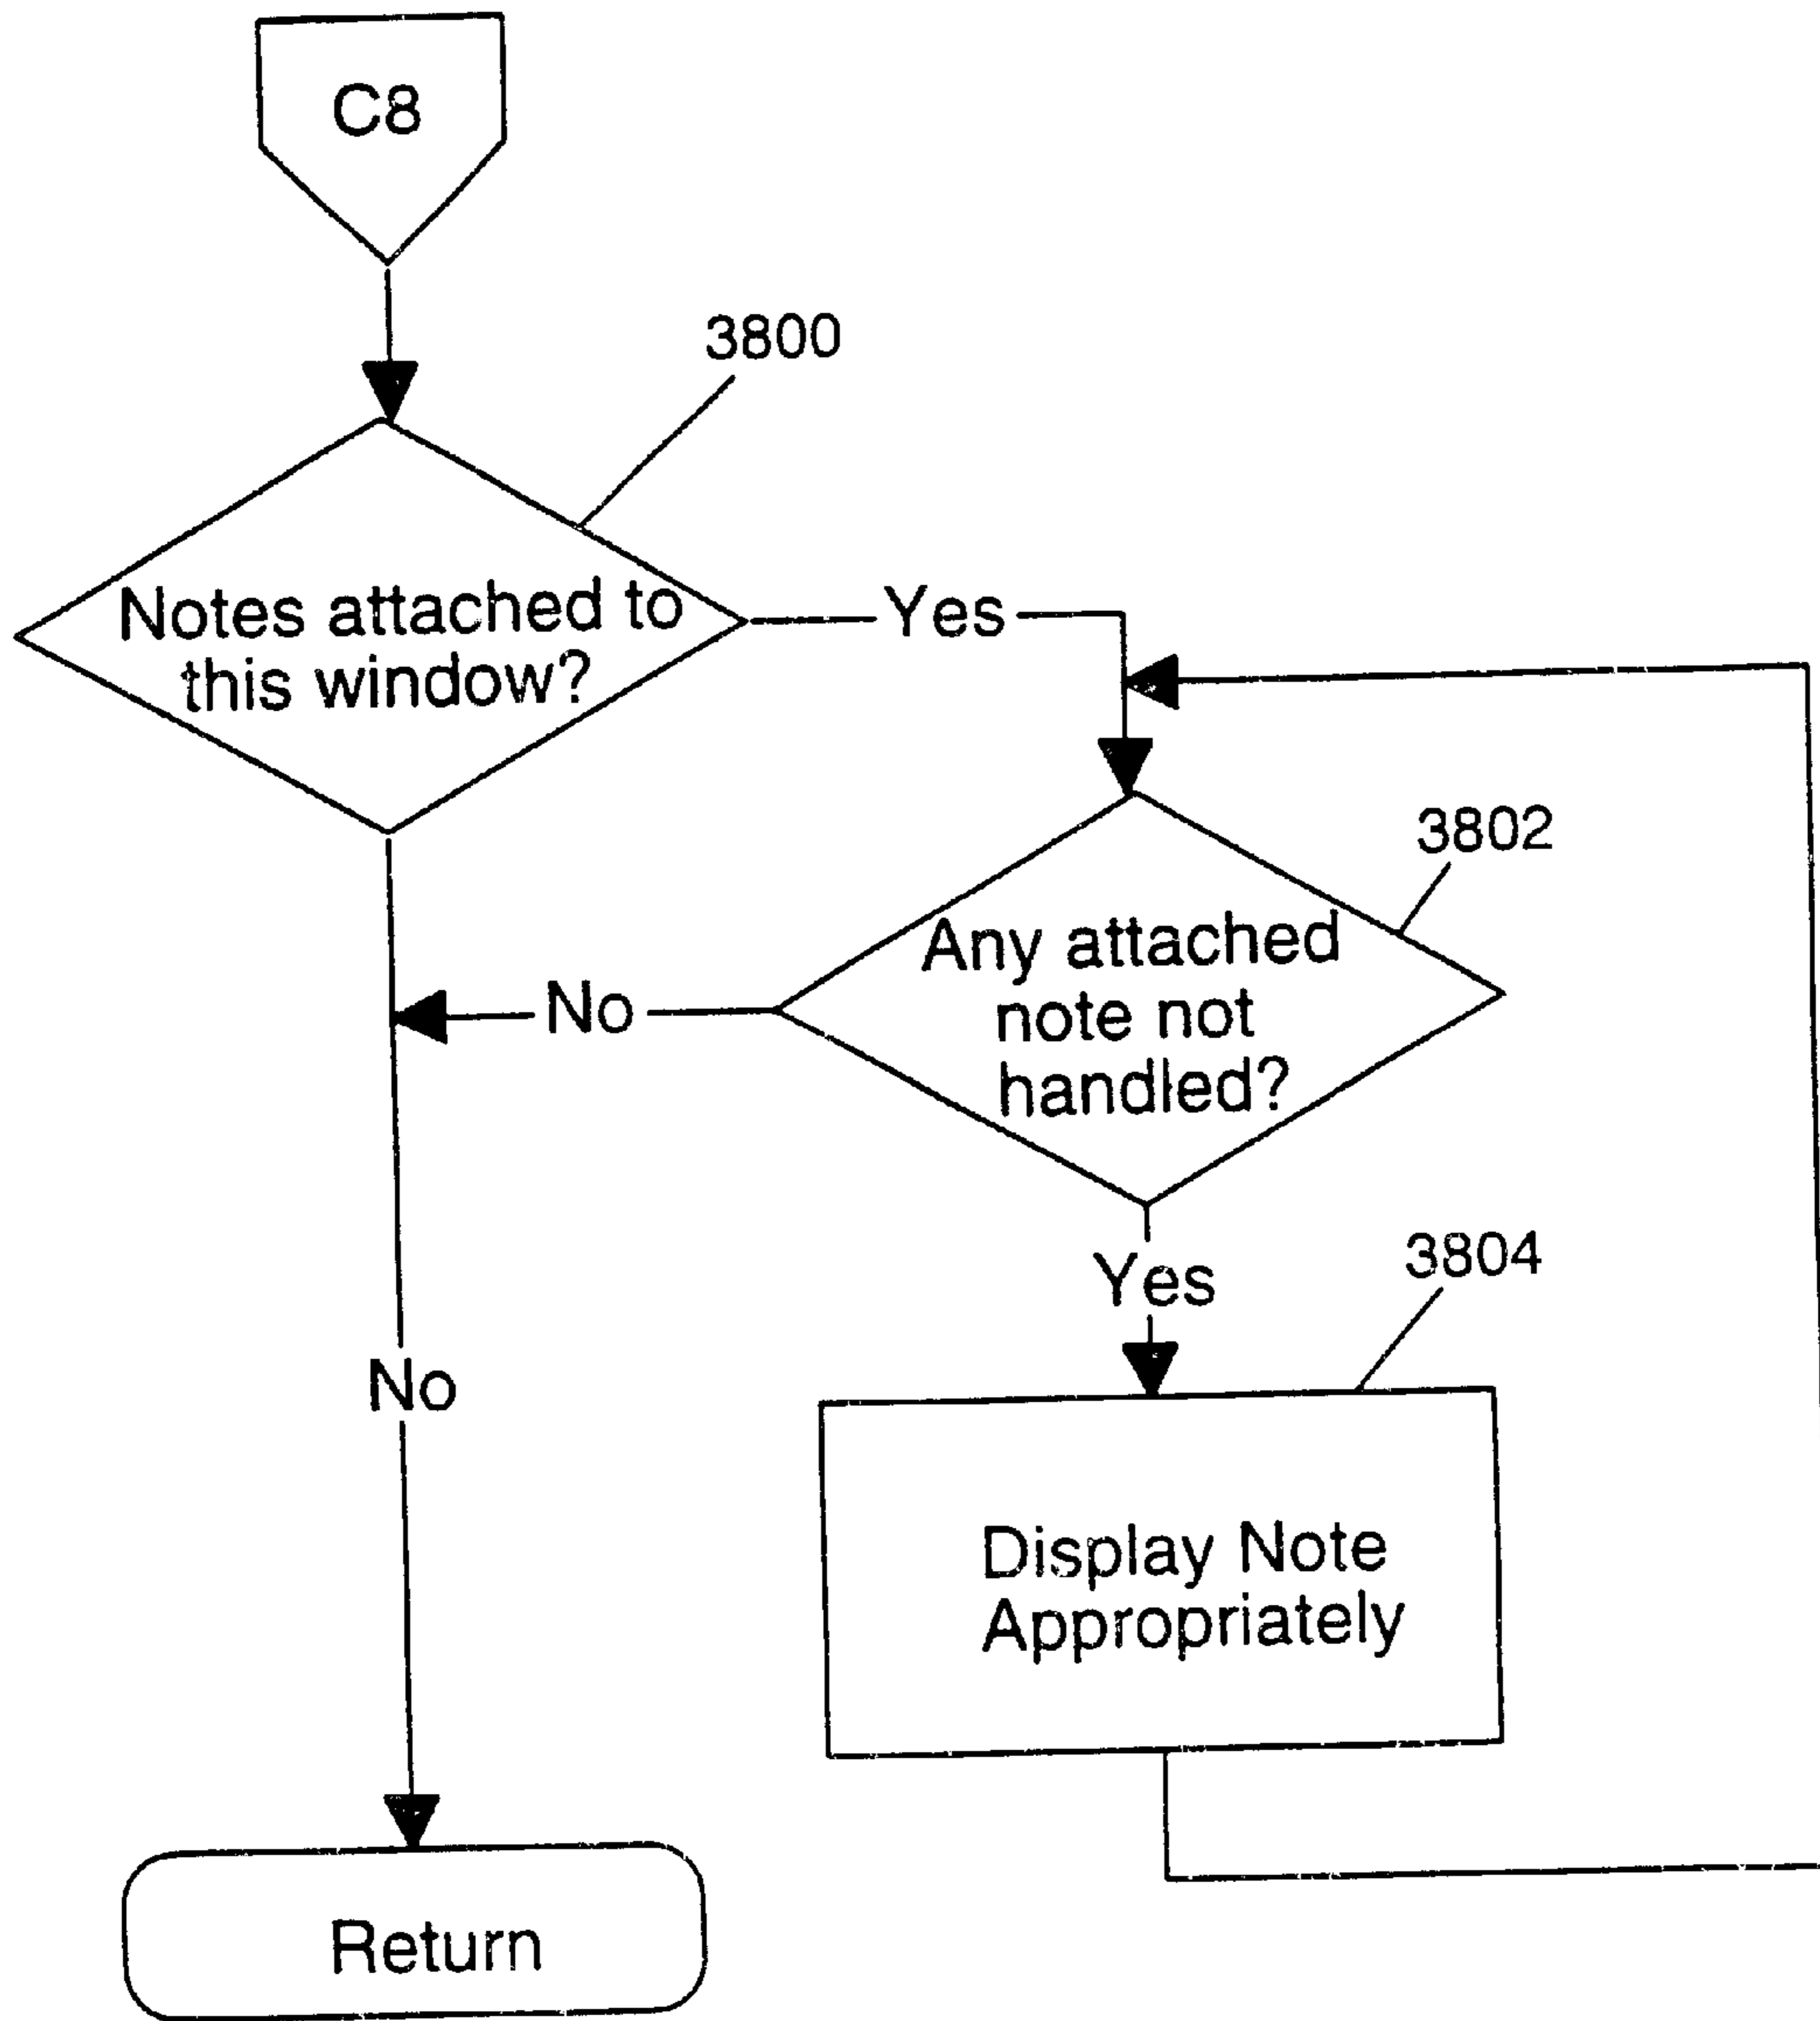 C8
3800
Notes attached to
this window?
Yes
3802
Any attached
note not
handled?
No
Yes
3804
No
Display Note
Appropriately
Return